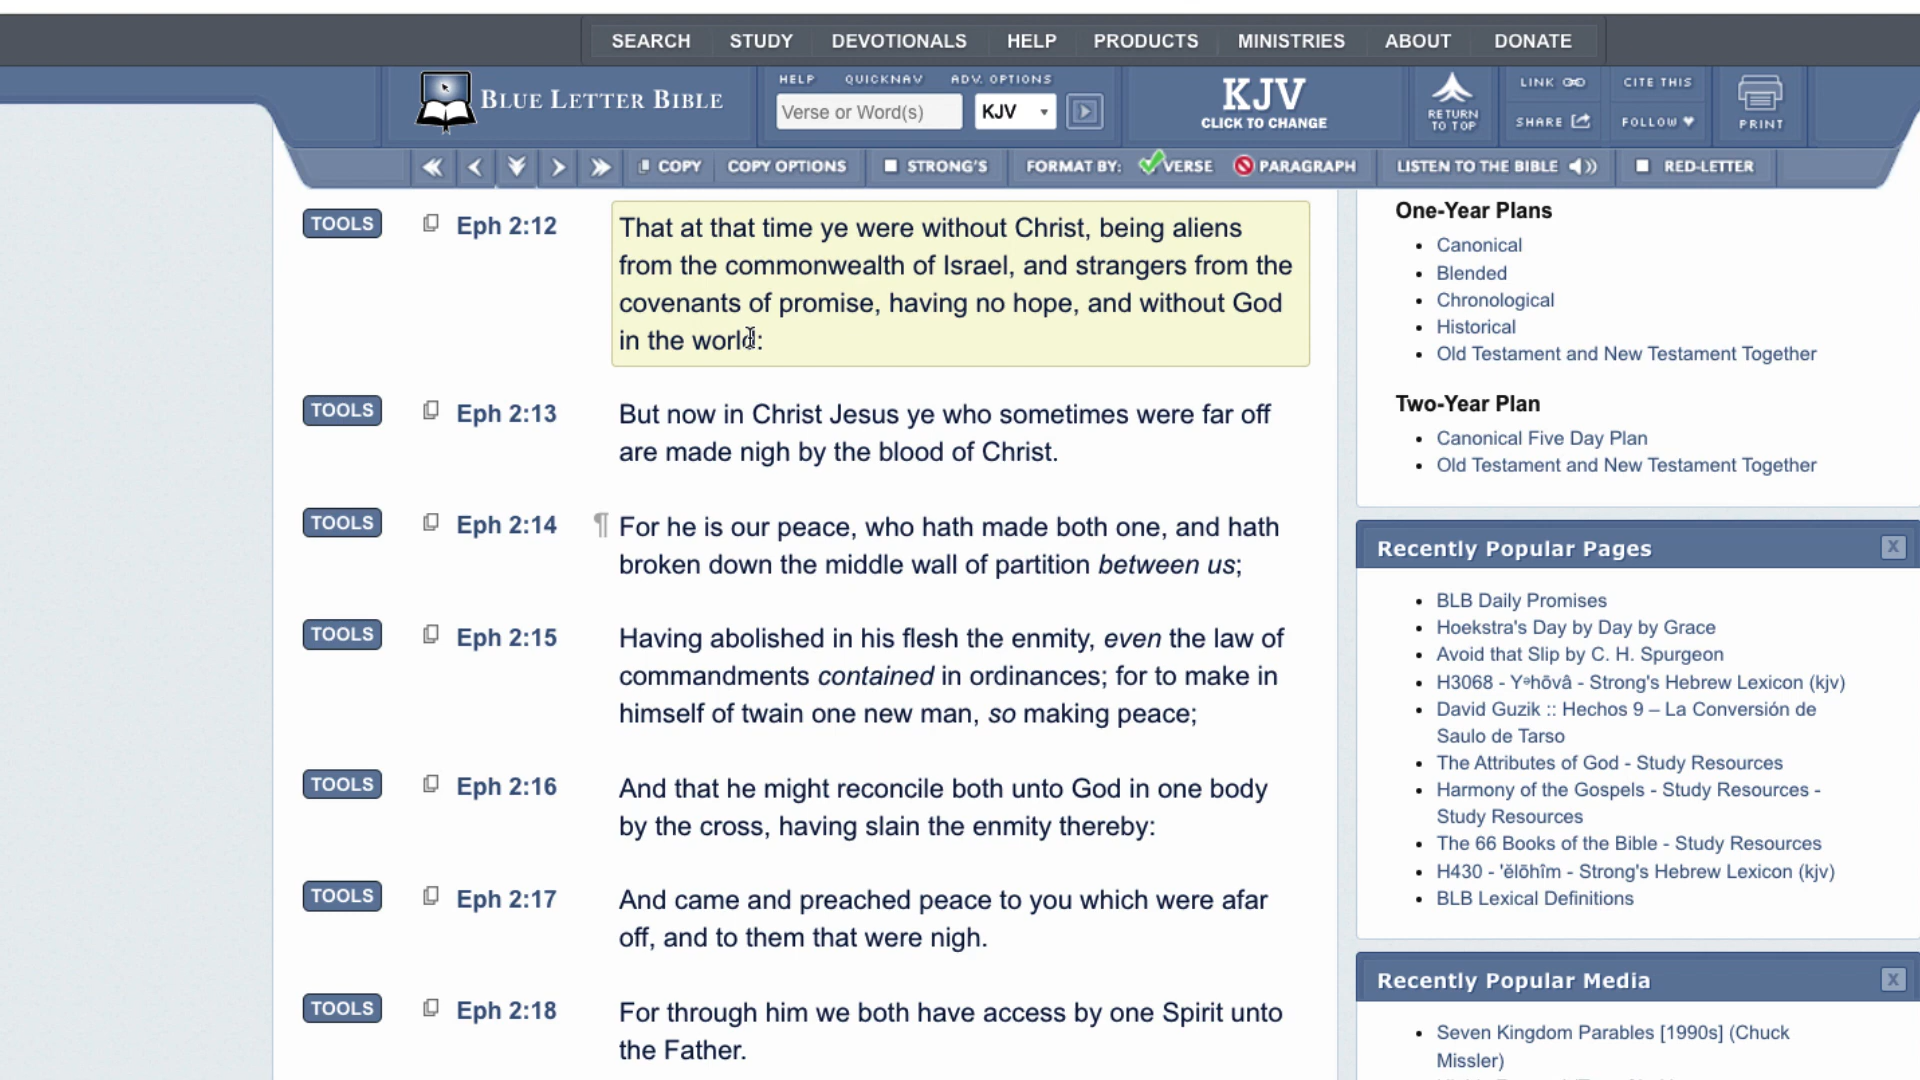 SEARCH STUDY DEVOTIONALS HELP PRODUCTS MINISTRIES ABOUT DONATE
BLUE LETTER BIBLE
HELP QUICKNAV ADV. OPTIONS
Verse or Word(s) KJV
KJV
CLICK TO CHANGE
RETURN
TO TOP
LINK
SHARE
CITE THIS
FOLLOW
PRINT
COPY COPY OPTIONS STRONG'S FORMAT BY: VERSE PARAGRAPH LISTEN TO THE BIBLE RED-LETTER
TOOLS Eph 2:12 That at that time ye were without Christ, being aliens
from the commonwealth of Israel, and strangers from the
covenants of promise, having no hope, and without God
in the world:
TOOLS Eph 2:13 But now in Christ Jesus ye who sometimes were far off
are made nigh by the blood of Christ.
TOOLS Eph 2:14 ¶ For he is our peace, who hath made both one, and hath
broken down the middle wall of partition between us;
TOOLS Eph 2:15 Having abolished in his flesh the enmity, even the law of
commandments contained in ordinances; for to make in
himself of twain one new man, so making peace;
TOOLS Eph 2:16 And that he might reconcile both unto God in one body
by the cross, having slain the enmity thereby:
TOOLS Eph 2:17 And came and preached peace to you which were afar
off, and to them that were nigh.
TOOLS Eph 2:18 For through him we both have access by one Spirit unto
the Father.
One-Year Plans
• Canonical
• Blended
• Chronological
• Historical
• Old Testament and New Testament Together
Two-Year Plan
• Canonical Five Day Plan
• Old Testament and New Testament Together
Recently Popular Pages X
• BLB Daily Promises
• Hoekstra's Day by Day by Grace
• Avoid that Slip by C. H. Spurgeon
• H3068 - Yᵊhōvâ - Strong's Hebrew Lexicon (kjv)
• David Guzik :: Hechos 9 – La Conversión de
Saulo de Tarso
• The Attributes of God - Study Resources
• Harmony of the Gospels - Study Resources -
Study Resources
• The 66 Books of the Bible - Study Resources
• H430 - 'ĕlōhîm - Strong's Hebrew Lexicon (kjv)
• BLB Lexical Definitions
Recently Popular Media X
• Seven Kingdom Parables [1990s] (Chuck
Missler)